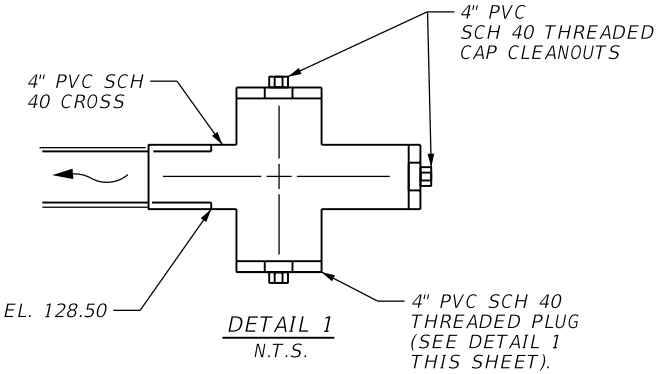 4" PVC
SCH 40 THREADED
CAP CLEANOUTS
4" PVC SCH
40 CROSS
EL. 128.50
DETAIL 1
N.T.S.
4" PVC SCH 40
THREADED PLUG
(SEE DETAIL 1
THIS SHEET).